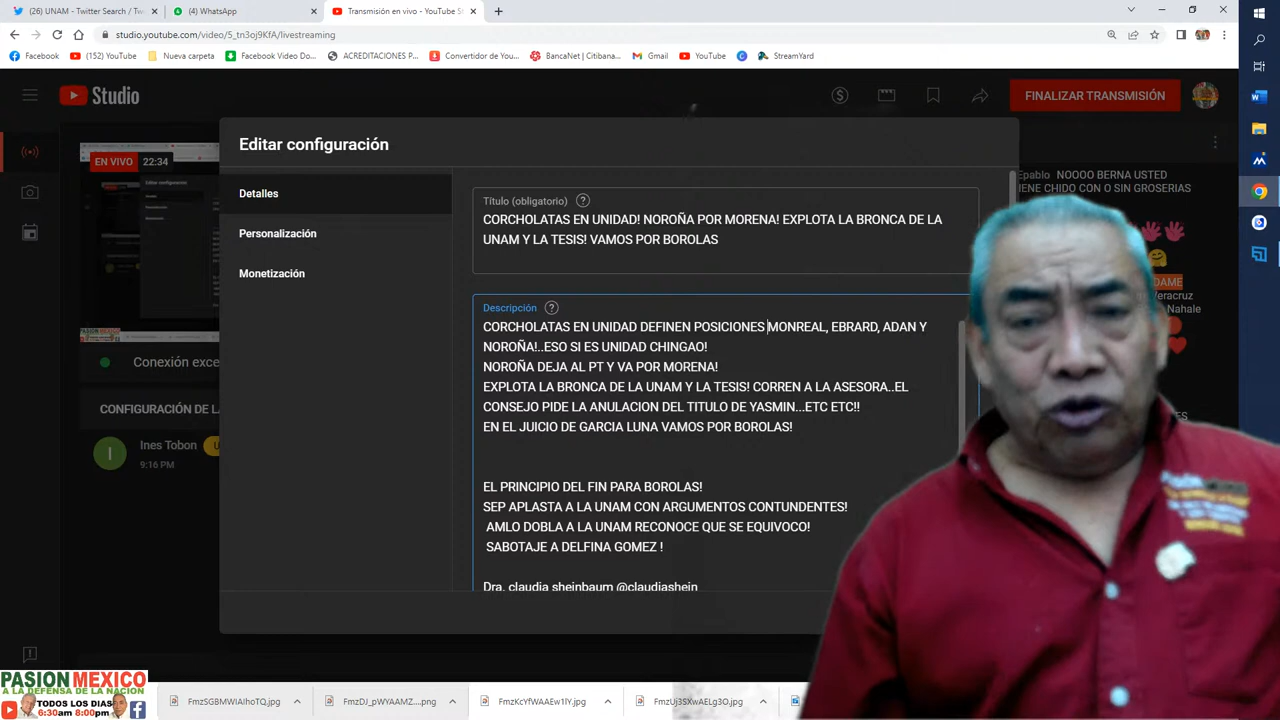 (26) UNAM - Twitter Search / Tw
(4) WhatsApp
Transmisión en vivo - YouTube S
studio.youtube.com/video/5_tn3oj9KfA/livestreaming
Facebook
(152) YouTube
Nueva carpeta
Facebook Video Do...
ACREDITACIONES P...
Convertidor de You...
BancaNet | Citibana...
Gmail
YouTube
StreamYard
Studio
FINALIZAR TRANSMISIÓN
EN VIVO 22:34
Conexión exce
CONFIGURACIÓN DE LA
Ines Tobon
9:16 PM
Editar configuración
Detalles
Personalización
Monetización
Título (obligatorio)
CORCHOLATAS EN UNIDAD! NOROÑA POR MORENA! EXPLOTA LA BRONCA DE LA
UNAM Y LA TESIS! VAMOS POR BOROLAS
Descripción
CORCHOLATAS EN UNIDAD DEFINEN POSICIONES MONREAL, EBRARD, ADAN Y
NOROÑA!..ESO SI ES UNIDAD CHINGAO!
NOROÑA DEJA AL PT Y VA POR MORENA!
EXPLOTA LA BRONCA DE LA UNAM Y LA TESIS! CORREN A LA ASESORA..EL
CONSEJO PIDE LA ANULACION DEL TITULO DE YASMIN...ETC ETC!!
EN EL JUICIO DE GARCIA LUNA VAMOS POR BOROLAS!
EL PRINCIPIO DEL FIN PARA BOROLAS!
SEP APLASTA A LA UNAM CON ARGUMENTOS CONTUNDENTES!
AMLO DOBLA A LA UNAM RECONOCE QUE SE EQUIVOCO!
SABOTAJE A DELFINA GOMEZ !
Dra. claudia sheinbaum @claudiashein
Epablo NOOOO BERNA USTED
IENE CHIDO CON O SIN GROSERIAS
DAME
Veracruz
Nahale
ES
PASION MEXICO
A LA DEFENSA DE LA NACION
TODOS LOS DIAS
6:30am 8:00pm
FmzSGBMWIAIhoTQ.jpg
FmzDJ_pWYAAMZ....png
FmzKcYfWAAEw1lY.jpg
FmzUj3SXwAELg3O.jpg